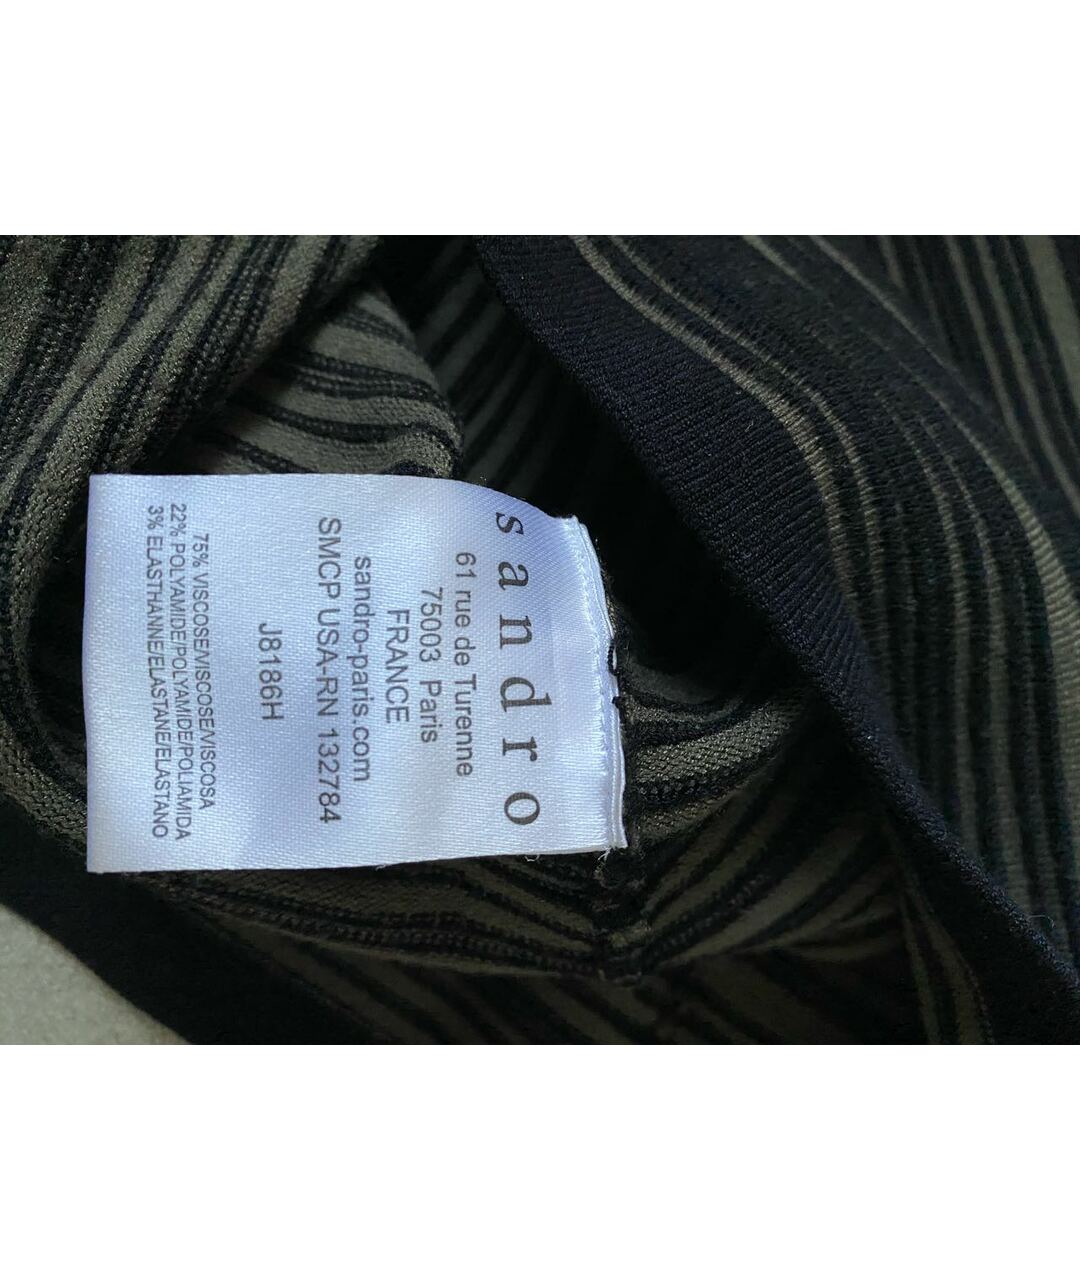 sandro
61 rue de Turenne
75003 Paris
FRANCE
sandro-paris.com
SMCP USA-RN 132784
J8186H
75% VISCOSE/VISCOSE/VISCOSA
22% POLYAMIDE/POLYAMIDE/POLIAMIDA
3% ELASTHANNE/ELASTANE/ELASTANO